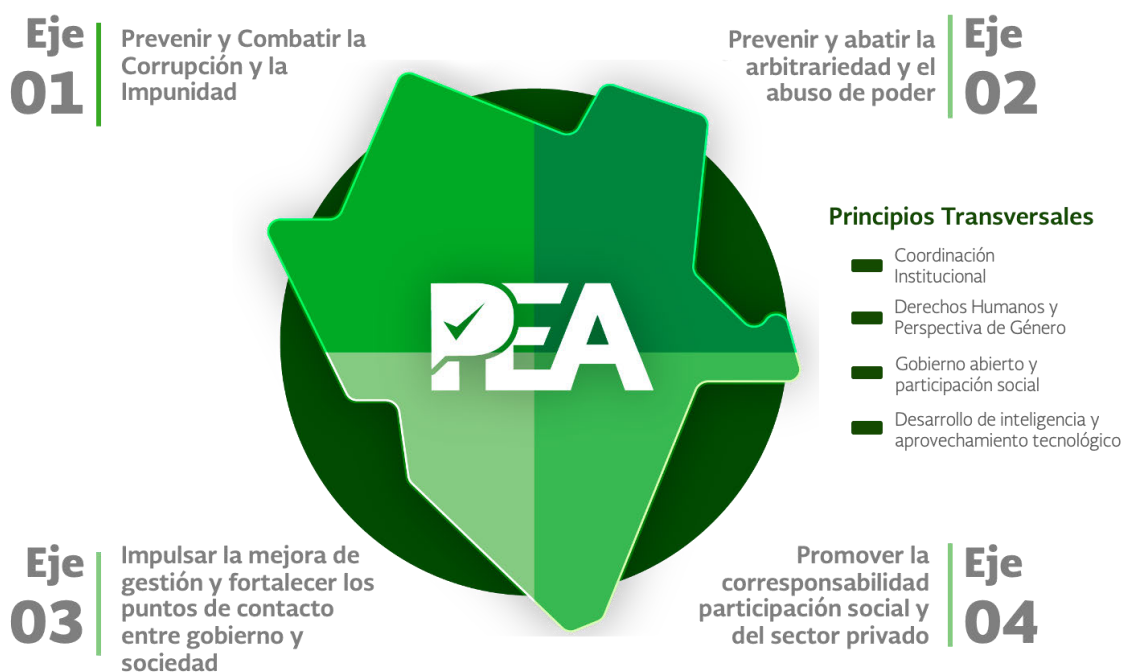 Eje
01
Prevenir y Combatir la
Corrupción y la
Impunidad
Prevenir y abatir la
arbitrariedad y el
abuso de poder
Eje
02
Principios Transversales
Coordinación
Institucional
Derechos Humanos y
Perspectiva de Género
Gobierno abierto y
participación social
Desarrollo de inteligencia y
aprovechamiento tecnológico
PEA
Eje
03
Impulsar la mejora de
gestión y fortalecer los
puntos de contacto
entre gobierno y
sociedad
Promover la
corresponsabilidad
participación social y
del sector privado
Eje
04